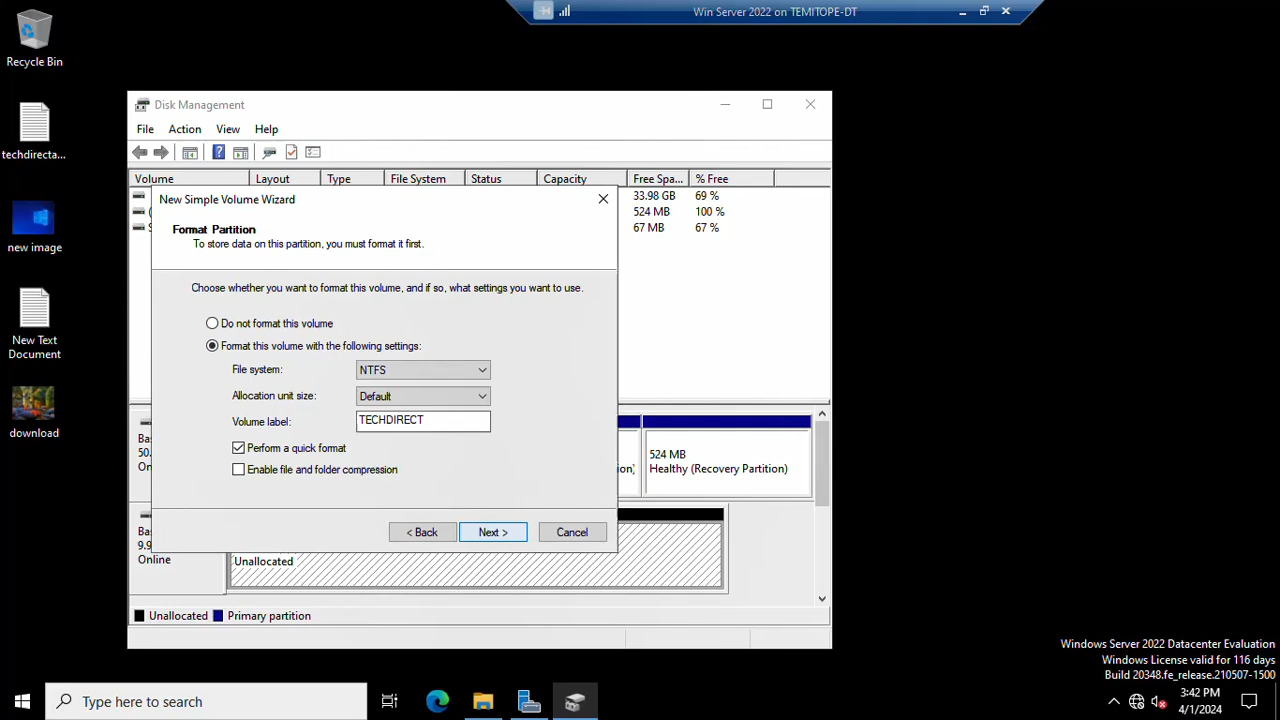 Win Server 2022 on TEMITOPE-DT
Recycle Bin
techdirecta...
new image
New Text
Document
download
Disk Management
File Action View Help
Volume Layout Type File System Status Capacity Free Spa... % Free
33.98 GB 69 %
524 MB 100 %
67 MB 67 %
New Simple Volume Wizard
Format Partition
To store data on this partition, you must format it first.
Choose whether you want to format this volume, and if so, what settings you want to use.
Do not format this volume
Format this volume with the following settings:
File system: NTFS
Allocation unit size: Default
Volume label: TECHDIRECT
Perform a quick format
Enable file and folder compression
< Back Next > Cancel
524 MB
Healthy (Recovery Partition)
Online
Unallocated
Unallocated Primary partition
Windows Server 2022 Datacenter Evaluation
Windows License valid for 116 days
Build 20348.fe_release.210507-1500
Type here to search
3:42 PM
4/1/2024